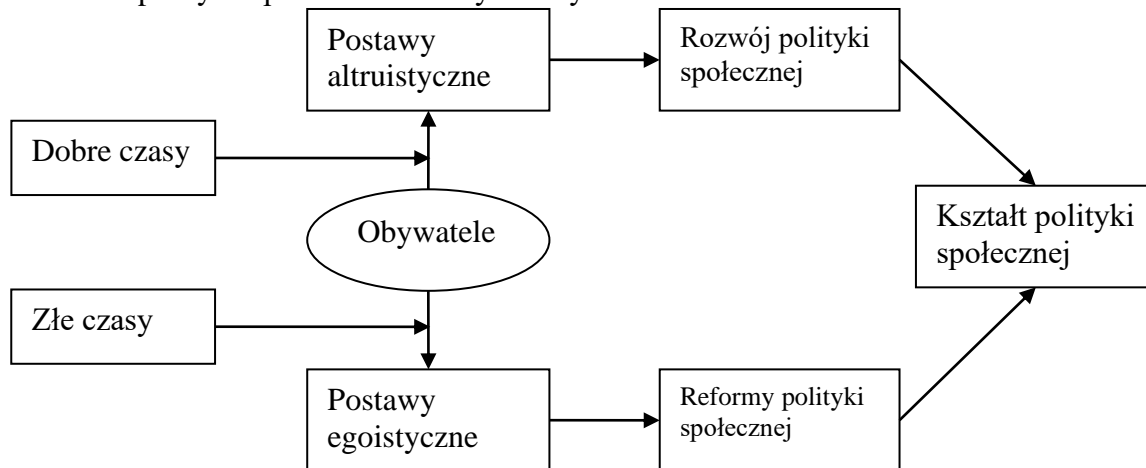 Postawy
altruistyczne
Rozwój polityki
społecznej
Dobre czasy
Obywatele
Kształt polityki
społecznej
Złe czasy
Postawy
egoistyczne
Reformy polityki
społecznej